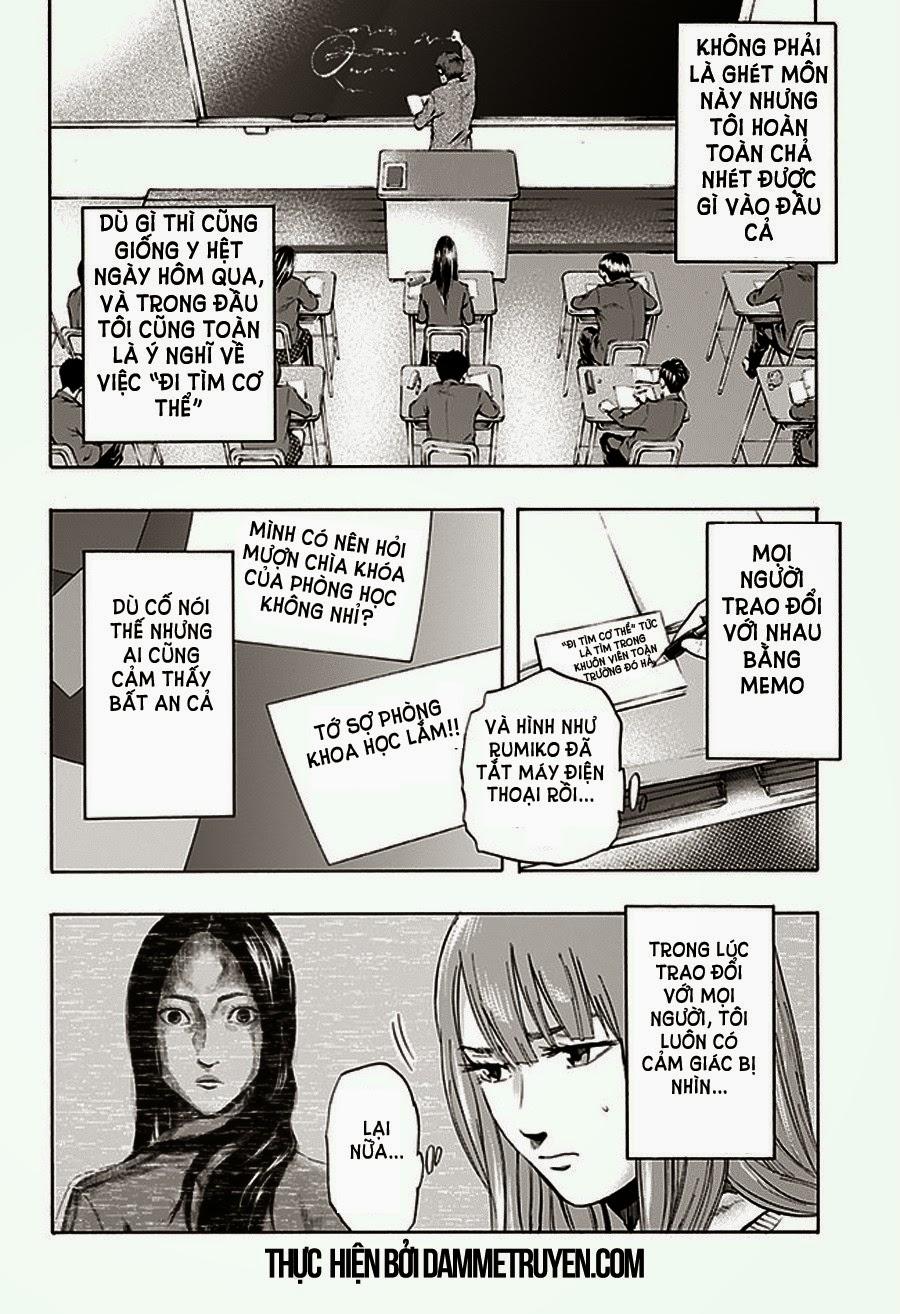 KHÔNG PHẢI
LÀ GHÉT MÔN
NÀY NHƯNG
TÔI HOÀN
TOÀN CHẢ
NHÉT ĐƯỢC
GÌ VÀO ĐẦU
CẢ
DÙ GÌ THÌ CŨNG
GIỐNG Y HỆT
NGÀY HÔM QUA,
VÀ TRONG ĐẦU
TÔI CŨNG TOÀN
LÀ Ý NGHĨ VỀ
VIỆC “ĐI TÌM CƠ
THỂ”
MỌI
NGƯỜI
TRAO ĐỔI
VỚI NHAU
BẰNG
MEMO
“ĐI TÌM CƠ THỂ” TỨC
LÀ TÌM TRONG
KHUÔN VIÊN TOÀN
TRƯỜNG ĐÓ HẢ
VÀ HÌNH NHƯ
RUMIKO ĐÃ
TẮT MÁY ĐIỆN
THOẠI RỒI...
MÌNH CÓ NÊN HỎI
MƯỢN CHÌA KHÓA
CỦA PHÒNG HỌC
KHÔNG NHỈ?
TỚ SỢ PHÒNG
KHOA HỌC LẮM!!
DÙ CỐ NÓI
THẾ NHƯNG
AI CŨNG
CẢM THẤY
BẤT AN CẢ
TRONG LÚC
TRAO ĐỔI
VỚI MỌI
NGƯỜI, TÔI
LUÔN CÓ
CẢM GIÁC BỊ
NHÌN...
LẠI
NỮA...
THỰC HIỆN BỞI DAMMETRUYEN.COM